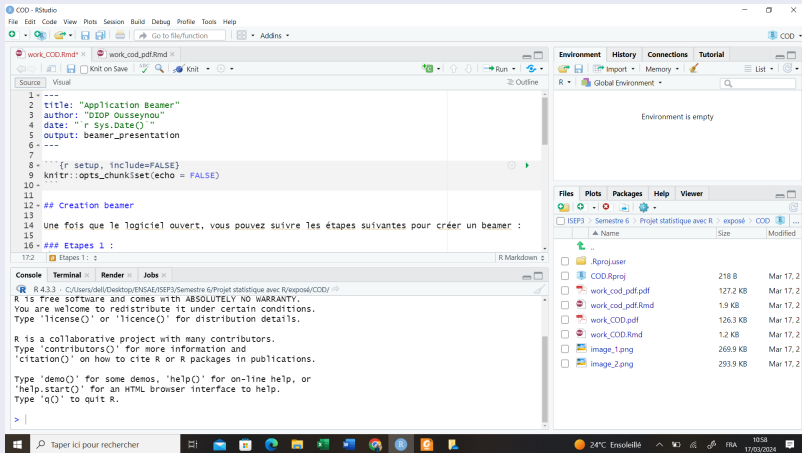 COD - RStudio
File Edit Code View Plots Session Build Debug Profile Tools Help
Go to file/function Addins COD
work_COD.Rmd* work_cod_pdf.Rmd
Knit on Save Knit Run
Source Visual Outline
1 ---
2 title: "Application Beamer"
3 author: "DIOP Ousseynou"
4 date: "`r Sys.Date()`"
5 output: beamer_presentation
6 ---
7
8 ```{r setup, include=FALSE}
9 knitr::opts_chunk$set(echo = FALSE)
10 ```
11
12 ## Creation beamer
13
14 Une fois que le logiciel ouvert, vous pouvez suivre les étapes suivantes pour créer un beamer :
15
16 ### Etapes 1 :
17:2 Etapes 1 : R Markdown
Console Terminal Render Jobs
R 4.3.3 · C:/Users/dell/Desktop/ENSAE/ISEP3/Semestre 6/Projet statistique avec R/exposé/COD/
R is free software and comes with ABSOLUTELY NO WARRANTY.
You are welcome to redistribute it under certain conditions.
Type 'license()' or 'licence()' for distribution details.
R is a collaborative project with many contributors.
Type 'contributors()' for more information and
'citation()' on how to cite R or R packages in publications.
Type 'demo()' for some demos, 'help()' for on-line help, or
'help.start()' for an HTML browser interface to help.
Type 'q()' to quit R.
>
Environment History Connections Tutorial
Import Memory List
R Global Environment
Environment is empty
Files Plots Packages Help Viewer
ISEP3 Semestre 6 Projet statistique avec R exposé COD ...
Name Size Modified
..
.Rproj.user
COD.Rproj 218 B Mar 17, 2
work_cod_pdf.pdf 127.2 KB Mar 17, 2
work_cod_pdf.Rmd 1.9 KB Mar 17, 2
work_COD.pdf 126.3 KB Mar 17, 2
work_COD.Rmd 1.2 KB Mar 17, 2
image_1.png 269.9 KB Mar 17, 2
image_2.png 293.9 KB Mar 17, 2
Taper ici pour rechercher 24°C Ensoleillé FRA 10:58
17/03/2024